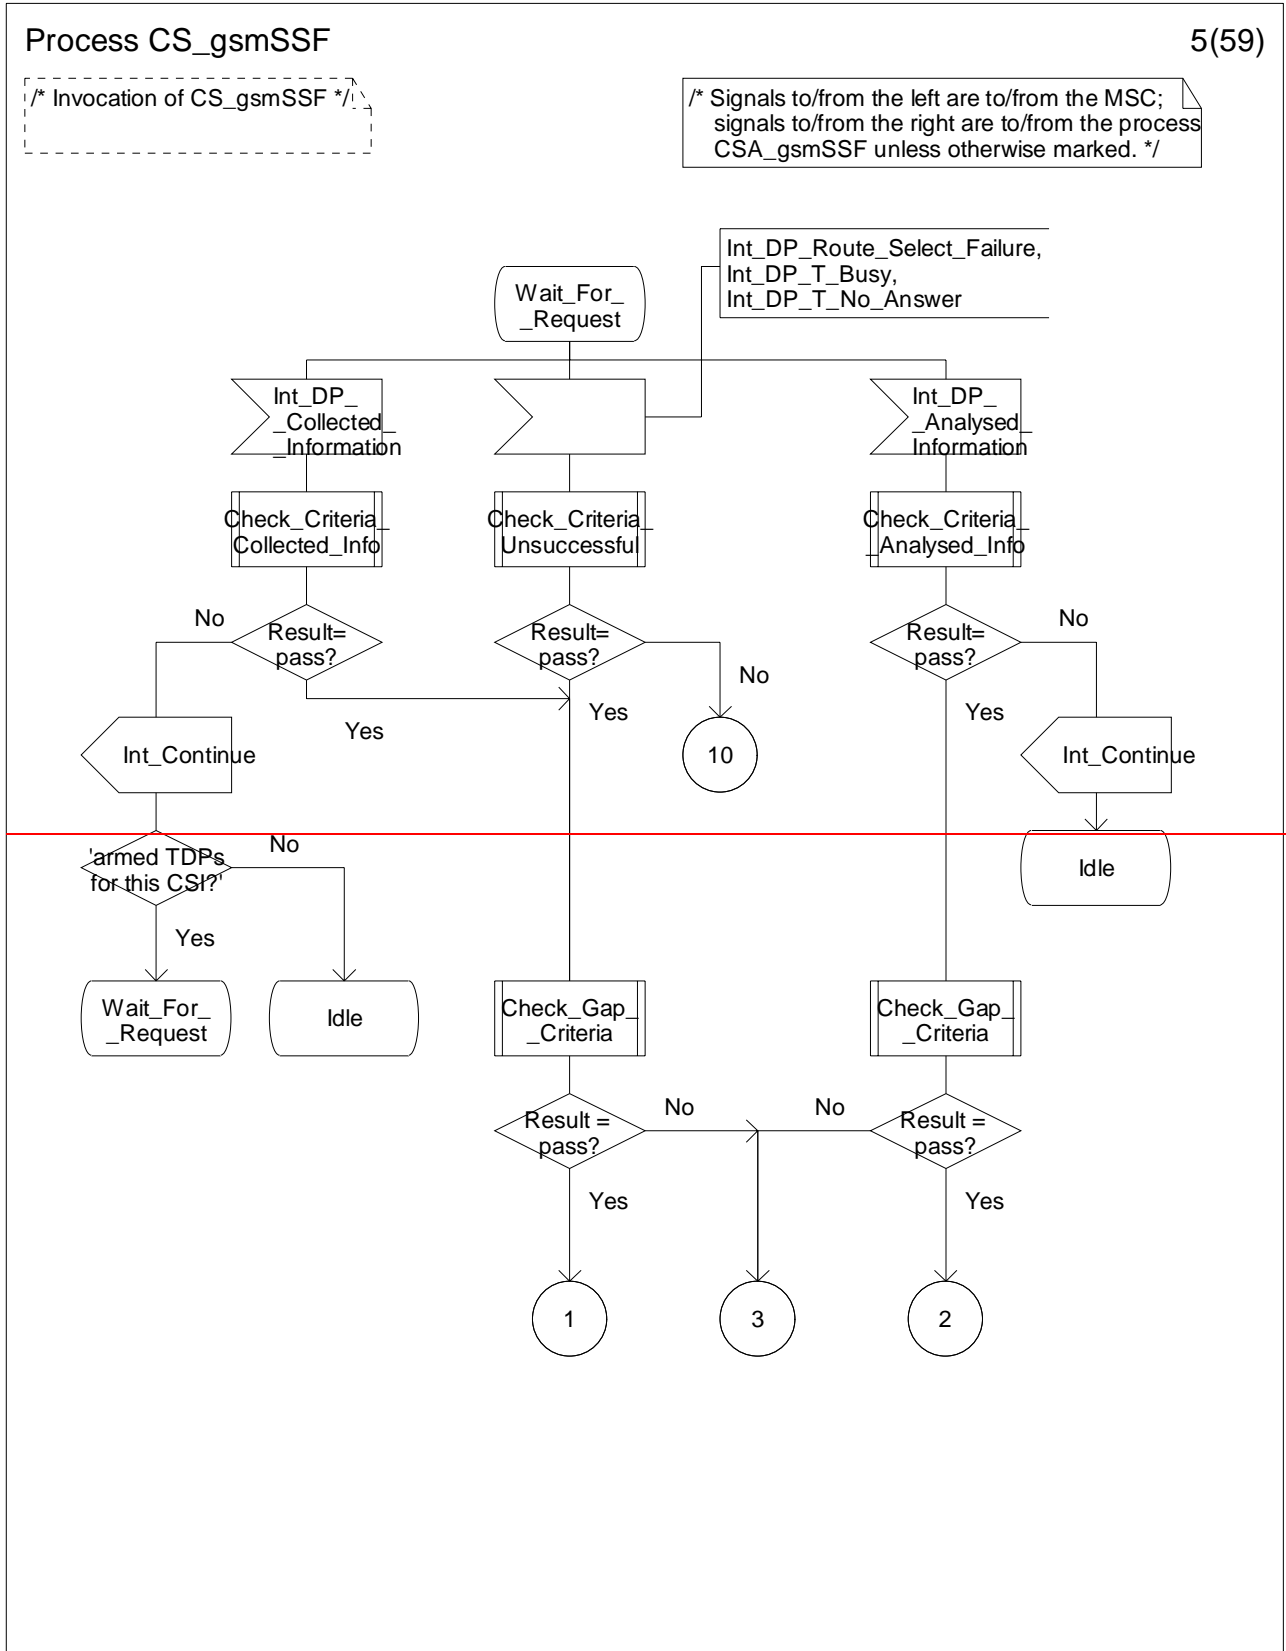 Process CS_gsmSSF
5(59)
/* Invocation of CS_gsmSSF */
/* Signals to/from the left are to/from the MSC;
signals to/from the right are to/from the process
CSA_gsmSSF unless otherwise marked. */
Int_DP_Route_Select_Failure,
Int_DP_T_Busy,
Int_DP_T_No_Answer
Wait_For_
_Request
Int_DP_
_Collected_
_Information
Int_DP_
_Analysed_
Information
Check_Criteria_
Collected_Info
Check_Criteria_
Unsuccessful
Check_Criteria_
_Analysed_Info
No
Result=
pass?
Yes
Result=
pass?
No
Yes
Result=
pass?
No
Yes
Int_Continue
10
Int_Continue
'armed TDPs
for this CSI?'
No
Yes
Idle
Wait_For_
_Request
Idle
Check_Gap_
_Criteria
Check_Gap_
_Criteria
Result =
pass?
No
No
Result =
pass?
Yes
Yes
1
3
2